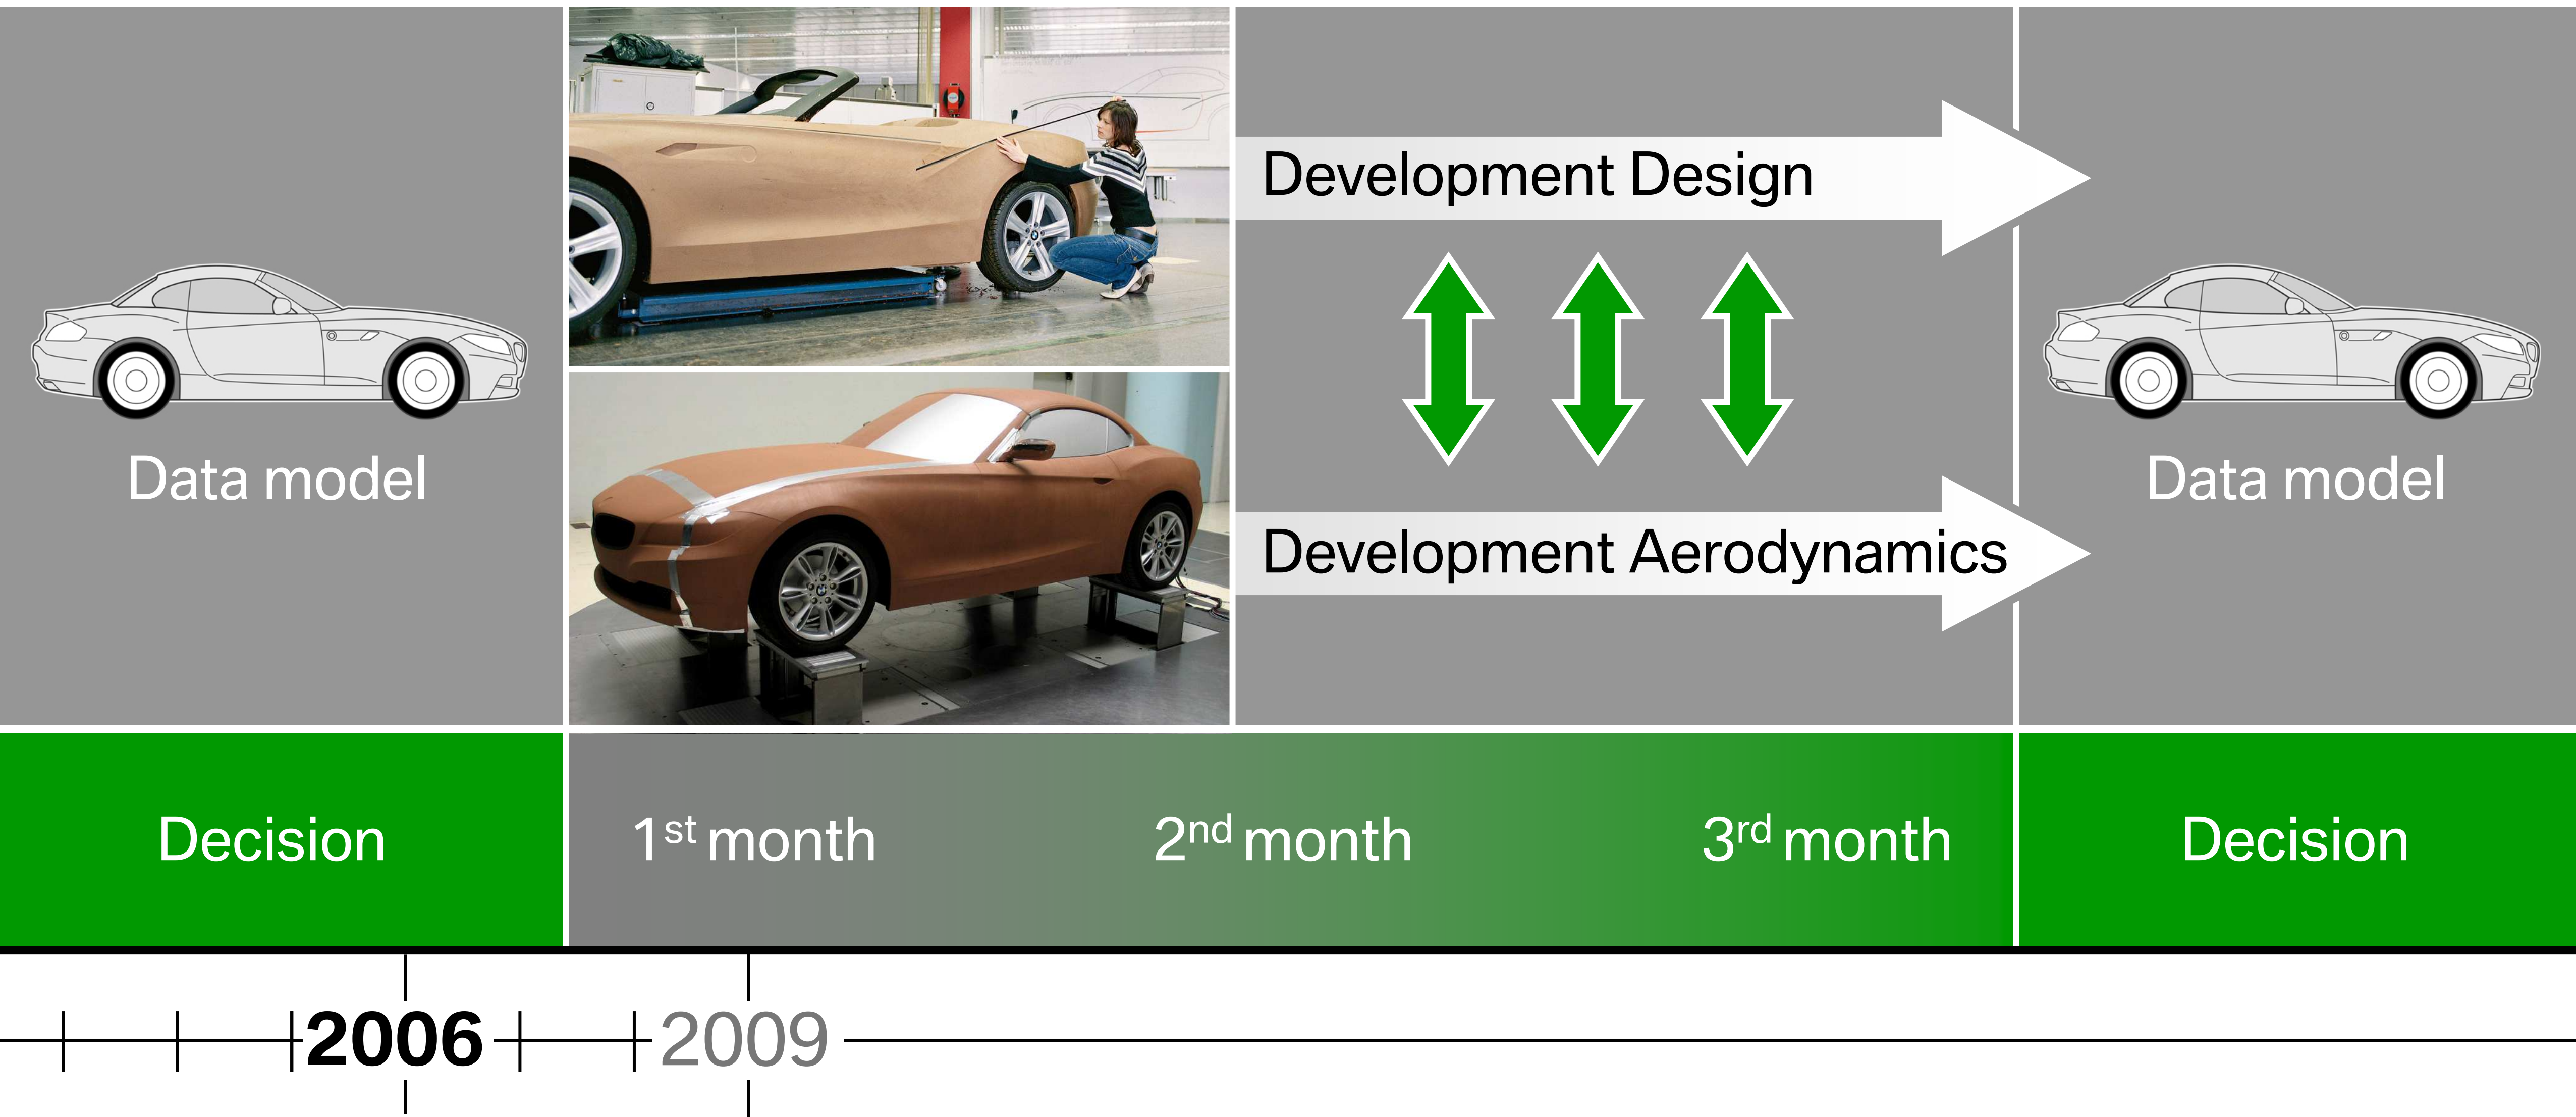 Development Design
Data model
Development Aerodynamics
Data model
Decision
1st month
2nd month
3rd month
Decision
2006
2009